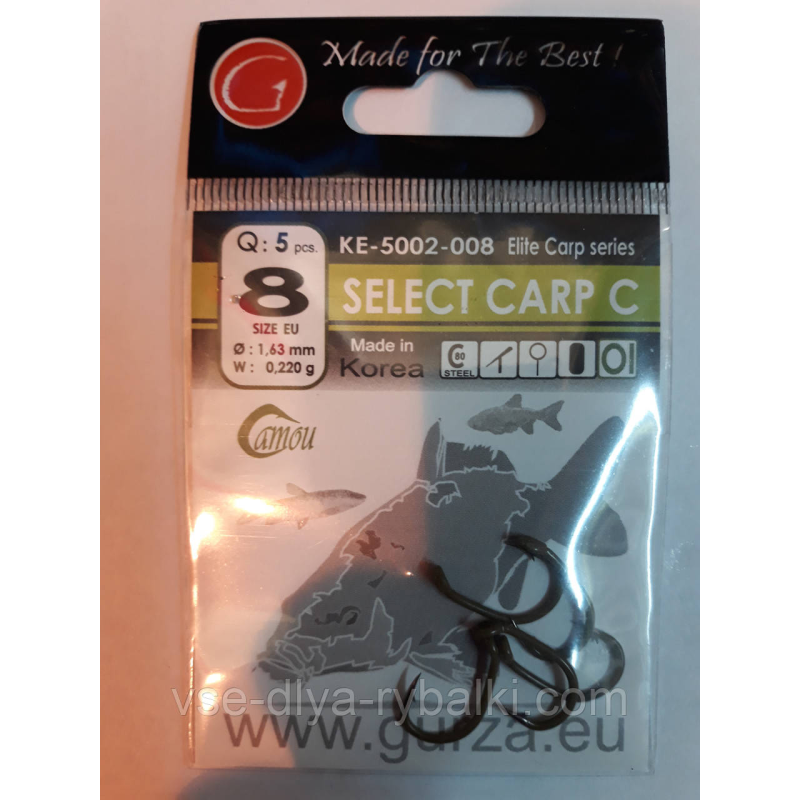 G
Made for The Best !
Q: 5 pcs.
8
SIZE EU
Ø : 1,63 mm
W : 0,220 g
KE-5002-008 Elite Carp series
SELECT CARP C
Made in
Korea
C 80
STEEL
Camou
vse-dlya-rybalki.com
www.gurza.eu